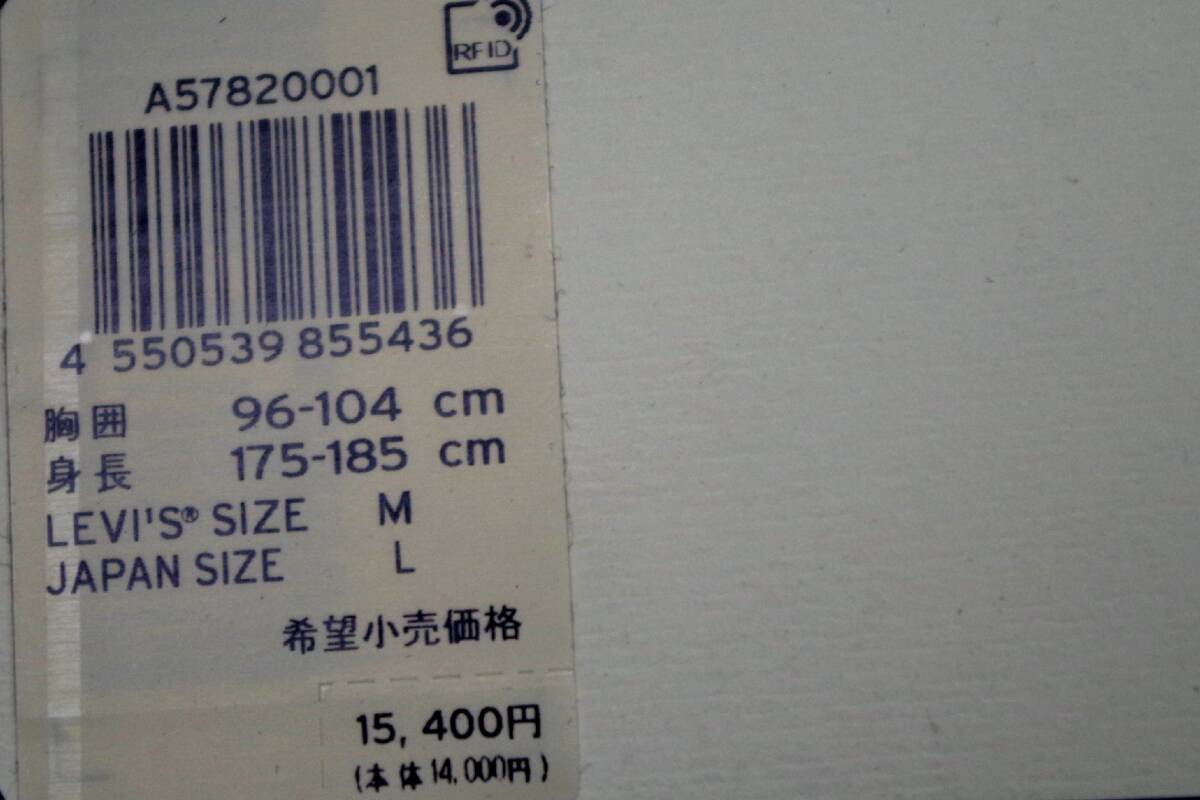 RFID
A57820001
4 550539 855436
胸囲 96-104 cm
身長 175-185 cm
LEVI'S® SIZE M
JAPAN SIZE L
希望小売価格
15,400円
(本体14,000円)